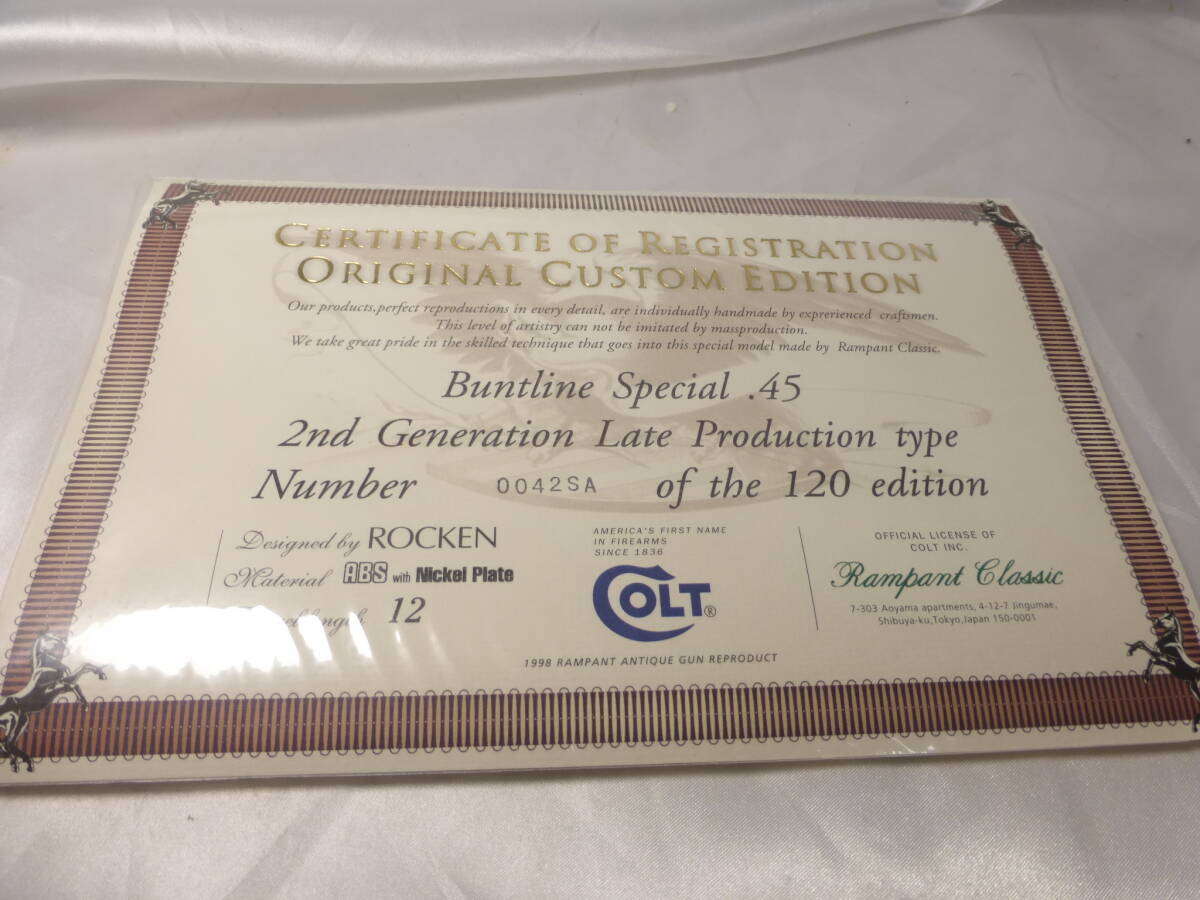 CERTIFICATE OF REGISTRATION
ORIGINAL CUSTOM EDITION
Our products,perfect reproductions in every detail, are individually handmade by expreienced craftsmen.
This level of artistry can not be imitated by massproduction.
We take great pride in the skilled technique that goes into this special model made by Rampant Classic.
Buntline Special .45
2nd Generation Late Production type
Number 0042SA of the 120 edition
Designed by ROCKEN
Material ABS with Nickel Plate
length 12
AMERICA'S FIRST NAME
IN FIREARMS
SINCE 1836
COLT®
OFFICIAL LICENSE OF
COLT INC.
Rampant Classic
7-303 Aoyama apartments, 4-12-7 Jingumae,
Shibuya-ku,Tokyo,Japan 150-0001
1998 RAMPANT ANTIQUE GUN REPRODUCT